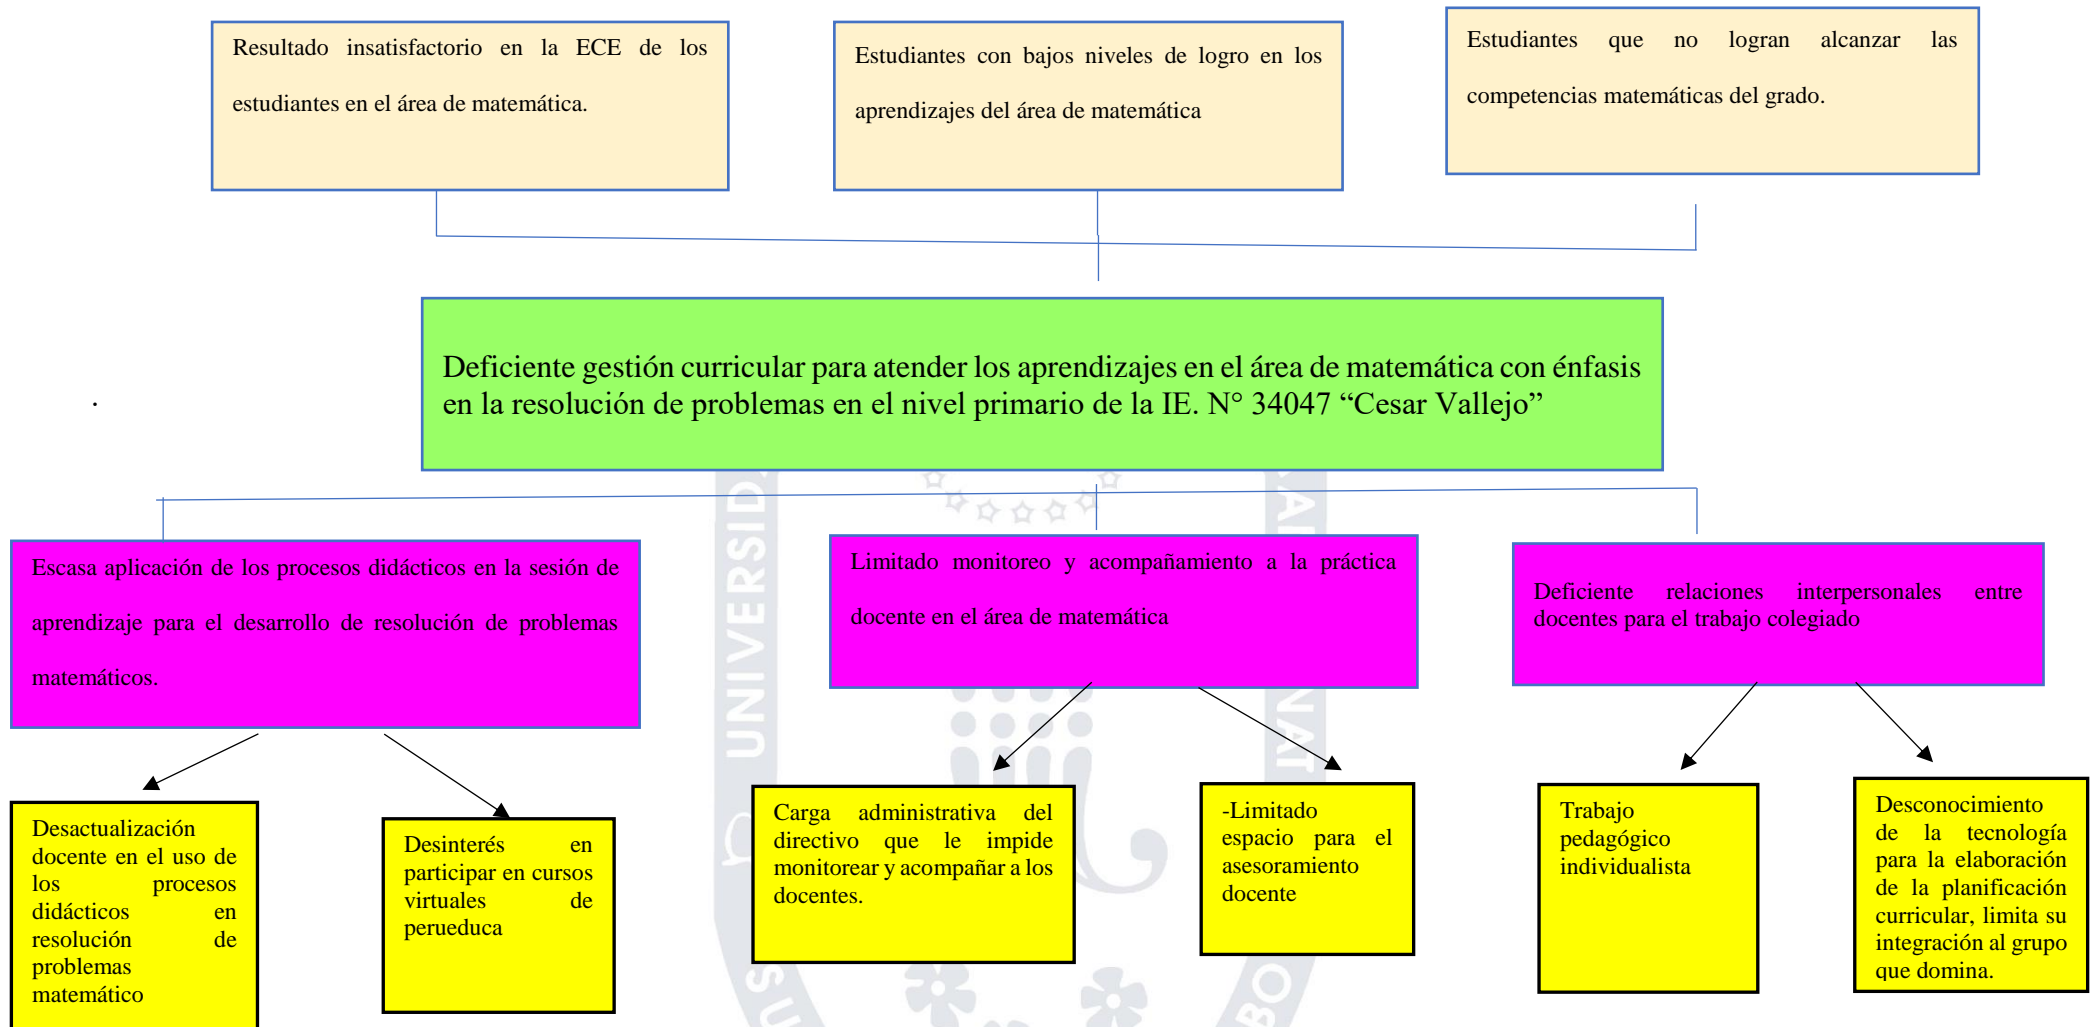 Resultado insatisfactorio en la ECE de los
estudiantes en el área de matemática.
Estudiantes con bajos niveles de logro en los
aprendizajes del área de matemática
Estudiantes que no logran alcanzar las
competencias matemáticas del grado.
Deficiente gestión curricular para atender los aprendizajes en el área de matemática con énfasis
en la resolución de problemas en el nivel primario de la IE. N° 34047 “Cesar Vallejo”
.
Escasa aplicación de los procesos didácticos en la sesión de
aprendizaje para el desarrollo de resolución de problemas
matemáticos.
Limitado monitoreo y acompañamiento a la práctica
docente en el área de matemática
Deficiente relaciones interpersonales entre
docentes para el trabajo colegiado
Desactualización
docente en el uso de
los procesos
didácticos en
resolución de
problemas
matemático
Desinterés en
participar en cursos
virtuales de
perueduca
Carga administrativa del
directivo que le impide
monitorear y acompañar a los
docentes.
-Limitado
espacio para el
asesoramiento
docente
Trabajo
pedagógico
individualista
Desconocimiento
de la tecnología
para la elaboración
de la planificación
curricular, limita su
integración al grupo
que domina.